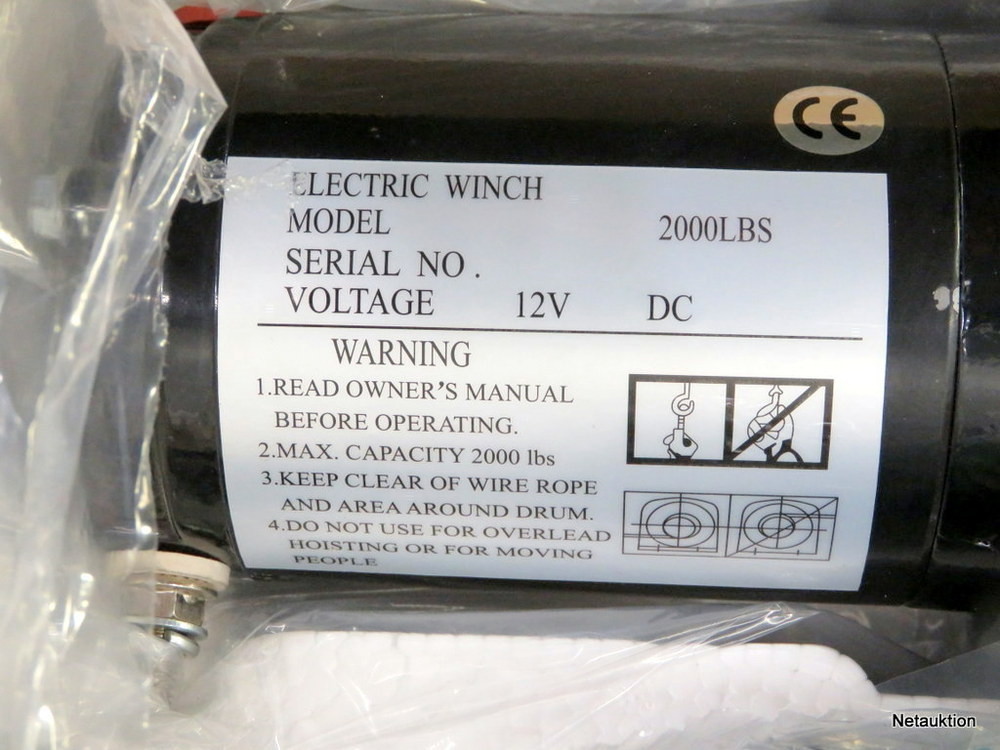 CE
ELECTRIC WINCH
MODEL 2000LBS
SERIAL NO.
VOLTAGE 12V DC
WARNING
1.READ OWNER'S MANUAL
BEFORE OPERATING.
2.MAX. CAPACITY 2000 lbs
3.KEEP CLEAR OF WIRE ROPE
AND AREA AROUND DRUM.
4.DO NOT USE FOR OVERLEAD
HOISTING OR FOR MOVING
PEOPLE
Netauktion